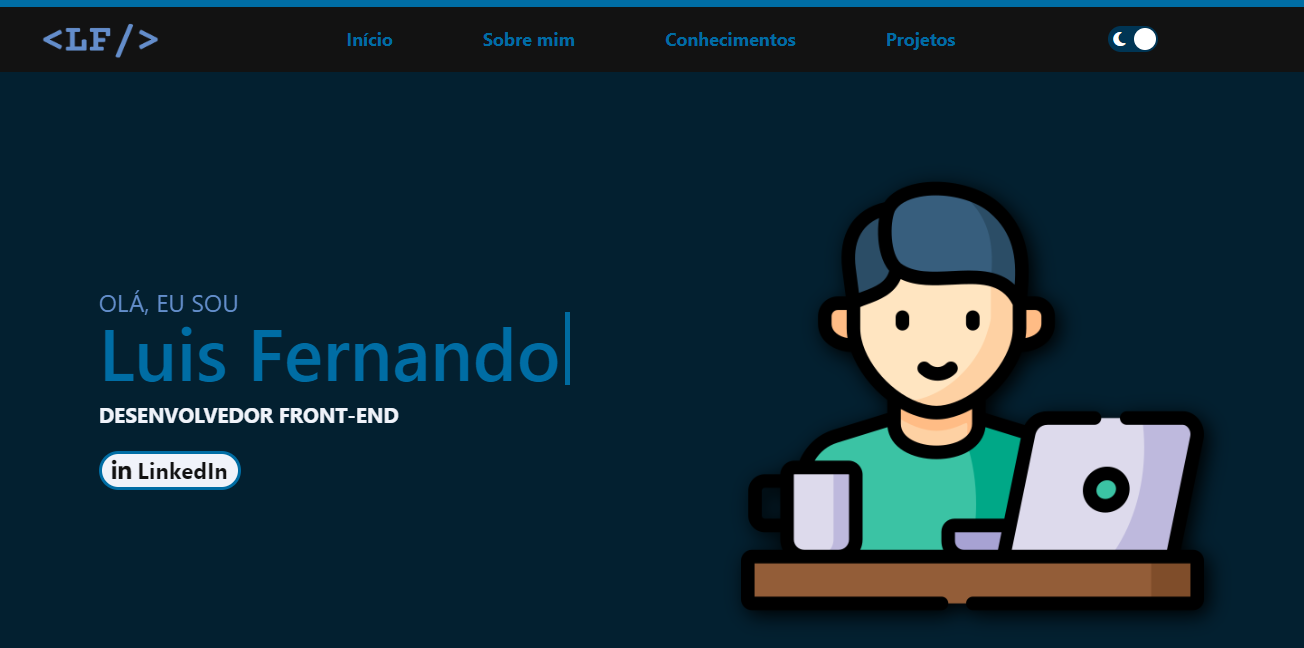 <LF/>
Início Sobre mim Conhecimentos Projetos
OLÁ, EU SOU
Luis Fernando
DESENVOLVEDOR FRONT-END
in LinkedIn